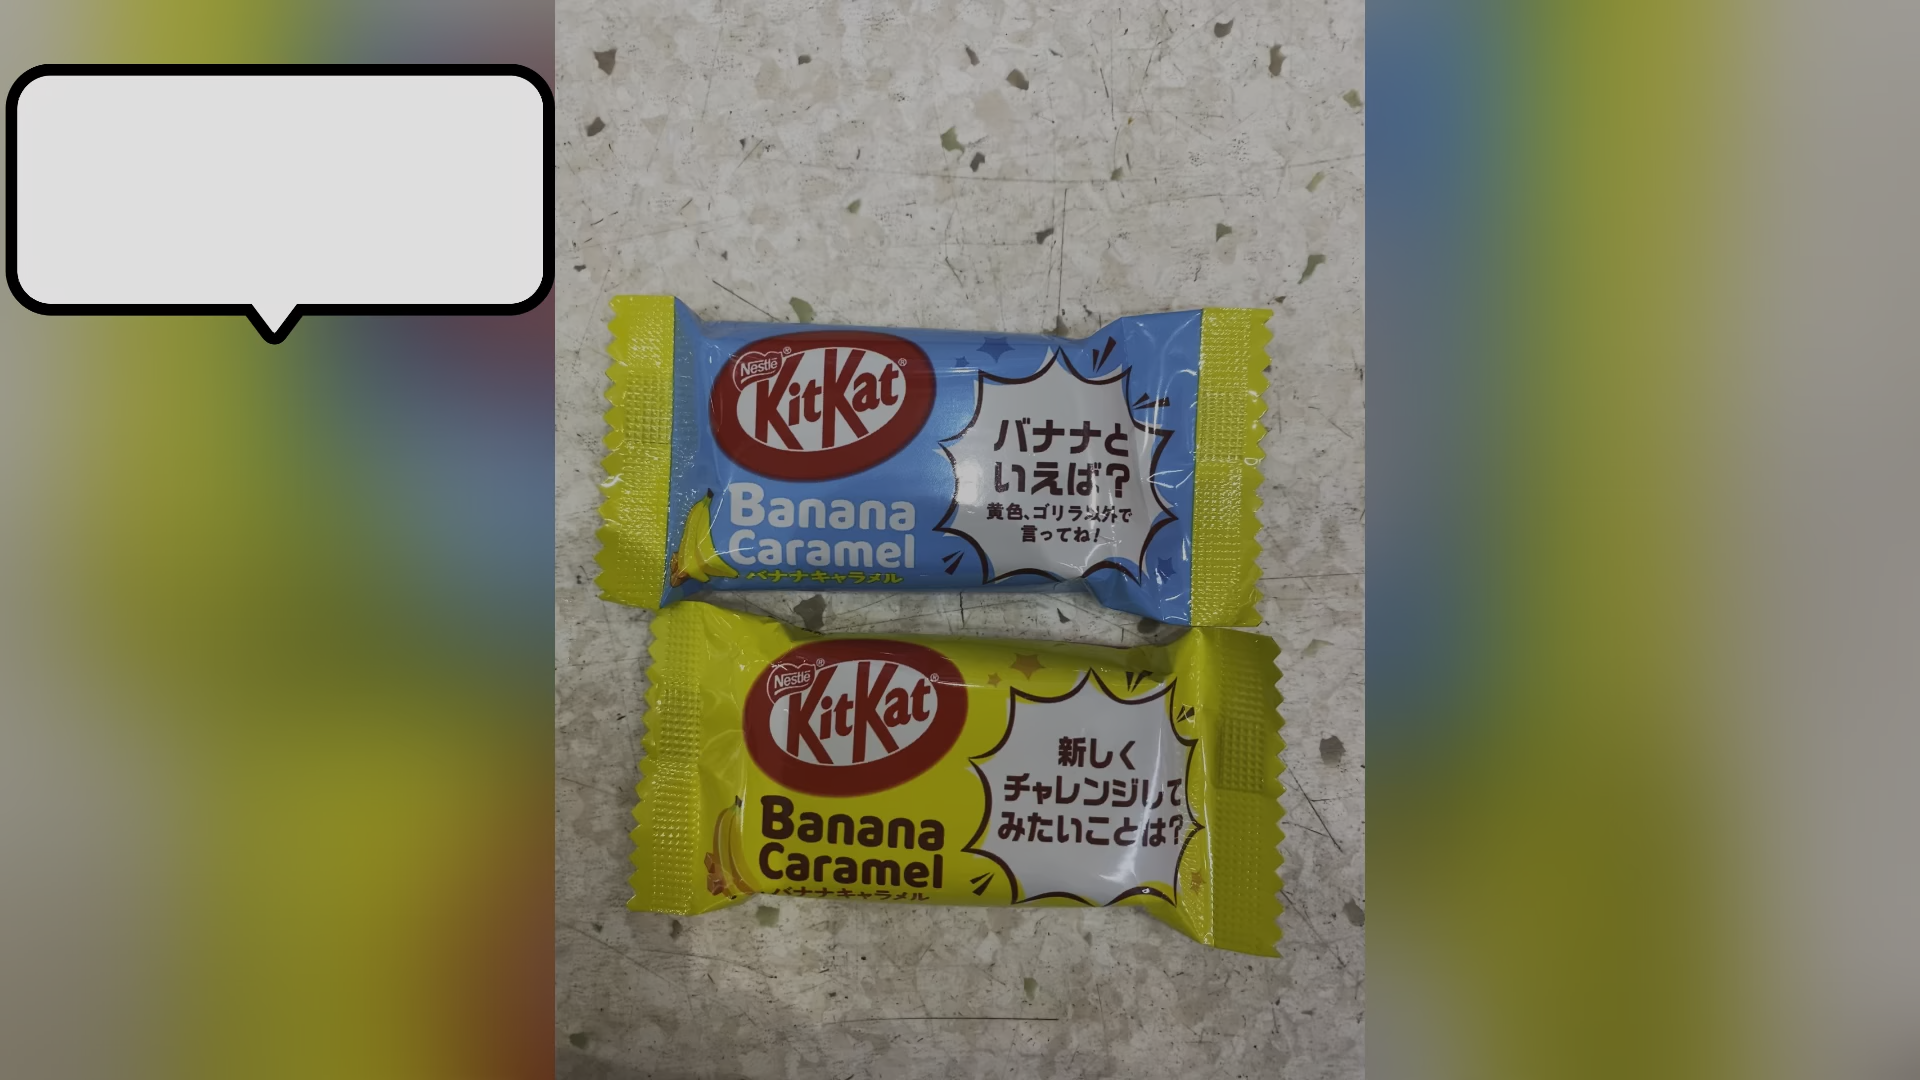 Nestlé
KitKat
Banana
Caramel
バナナキャラメル
バナナと
いえば?
黄色、ゴリラ以外で
言ってね!
Nestlé
KitKat
Banana
Caramel
バナナキャラメル
新しく
チャレンジして
みたいことは?